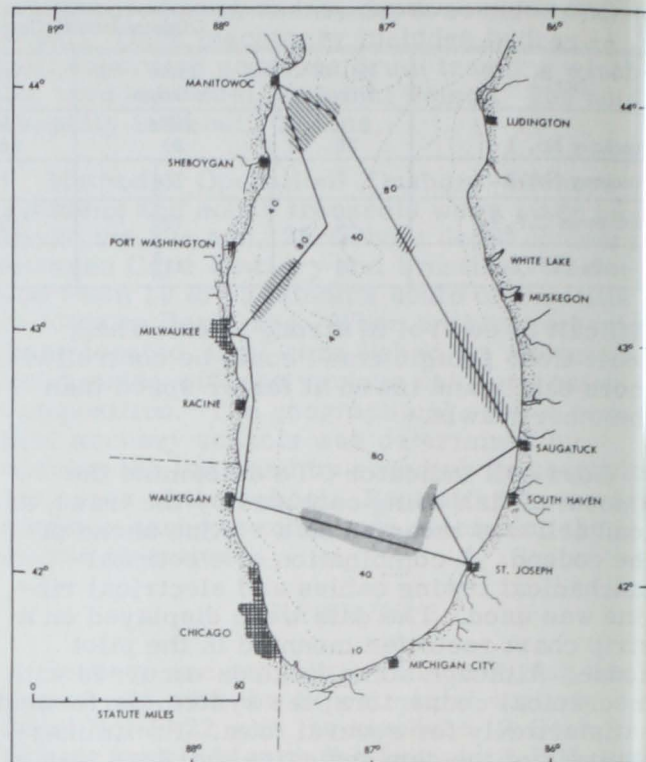 89° 88° 87° 86°
MANITOWOC
44° 44°
LUDINGTON
SHEBOYGAN
80
40
80 40
PORT WASHINGTON
WHITE LAKE
MUSKEGON
43° 43°
MILWAUKEE
40
RACINE
SAUGATUCK
80
WAUKEGAN
SOUTH HAVEN
ST. JOSEPH
42° 42°
40
CHICAGO
10
MICHIGAN CITY
0 50
STATUTE MILES
88° 87° 86°